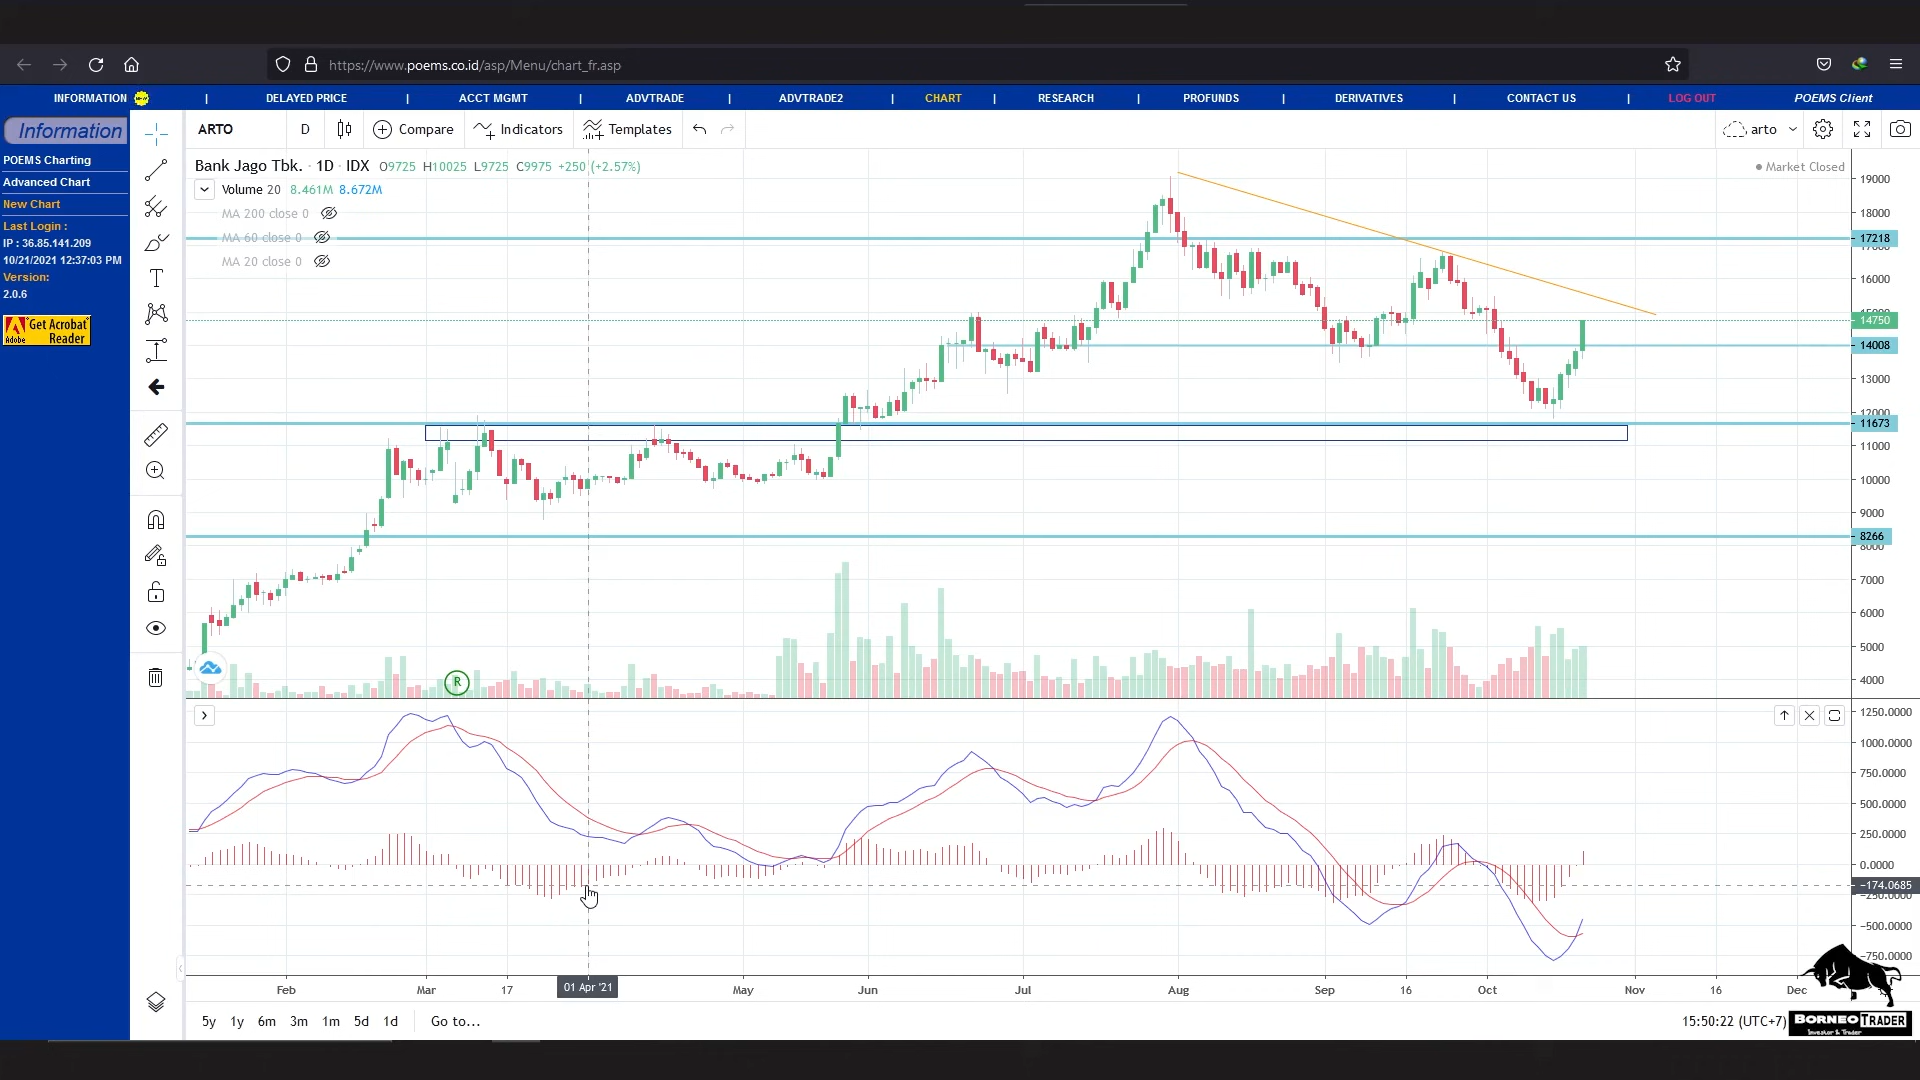 https://www.poems.co.id/asp/Menu/chart_fr.asp
INFORMATION | DELAYED PRICE | ACCT MGMT | ADVTRADE | ADVTRADE2 | CHART | RESEARCH | PROFUNDS | DERIVATIVES | CONTACT US | LOG OUT POEMS Client
Information
POEMS Charting
Advanced Chart
New Chart
Last Login :
IP : 36.85.141.209
10/21/2021 12:37:03 PM
Version:
2.0.6
Get Acrobat
Adobe Reader
ARTO D Compare Indicators Templates arto
Bank Jago Tbk. · 1D · IDX O9725 H10025 L9725 C9975 +250 (+2.57%)
Market Closed
Volume 20 8.461M 8.672M
MA 200 close 0
MA 60 close 0
MA 20 close 0
19000
18000
17218
16000
14750
14008
13000
11673
11000
10000
9000
8266
8000
7000
6000
5000
4000
R
1250.0000
1000.0000
750.0000
500.0000
250.0000
0.0000
−174.0685
−250.0000
−500.0000
−750.0000
Feb Mar 17 01 Apr '21 May Jun Jul Aug Sep 16 Oct Nov 16 Dec
5y 1y 6m 3m 1m 5d 1d Go to... 15:50:22 (UTC+7)
BORNEO TRADER
Investor & Trader